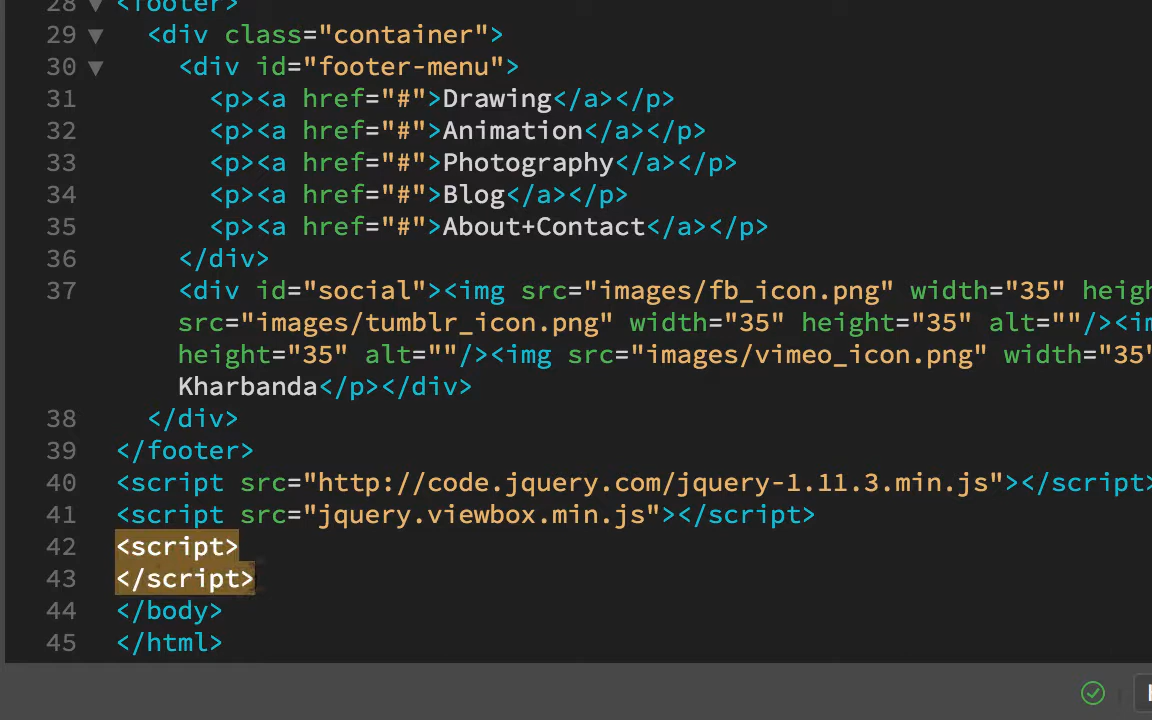 28 <footer>
29 <div class="container">
30 <div id="footer-menu">
31 <p><a href="#">Drawing</a></p>
32 <p><a href="#">Animation</a></p>
33 <p><a href="#">Photography</a></p>
34 <p><a href="#">Blog</a></p>
35 <p><a href="#">About+Contact</a></p>
36 </div>
37 <div id="social"><img src="images/fb_icon.png" width="35" heigh
src="images/tumblr_icon.png" width="35" height="35" alt=""/><im
height="35" alt=""/><img src="images/vimeo_icon.png" width="35"
Kharbanda</p></div>
38 </div>
39 </footer>
40 <script src="http://code.jquery.com/jquery-1.11.3.min.js"></script>
41 <script src="jquery.viewbox.min.js"></script>
42 <script>
43 </script>
44 </body>
45 </html>